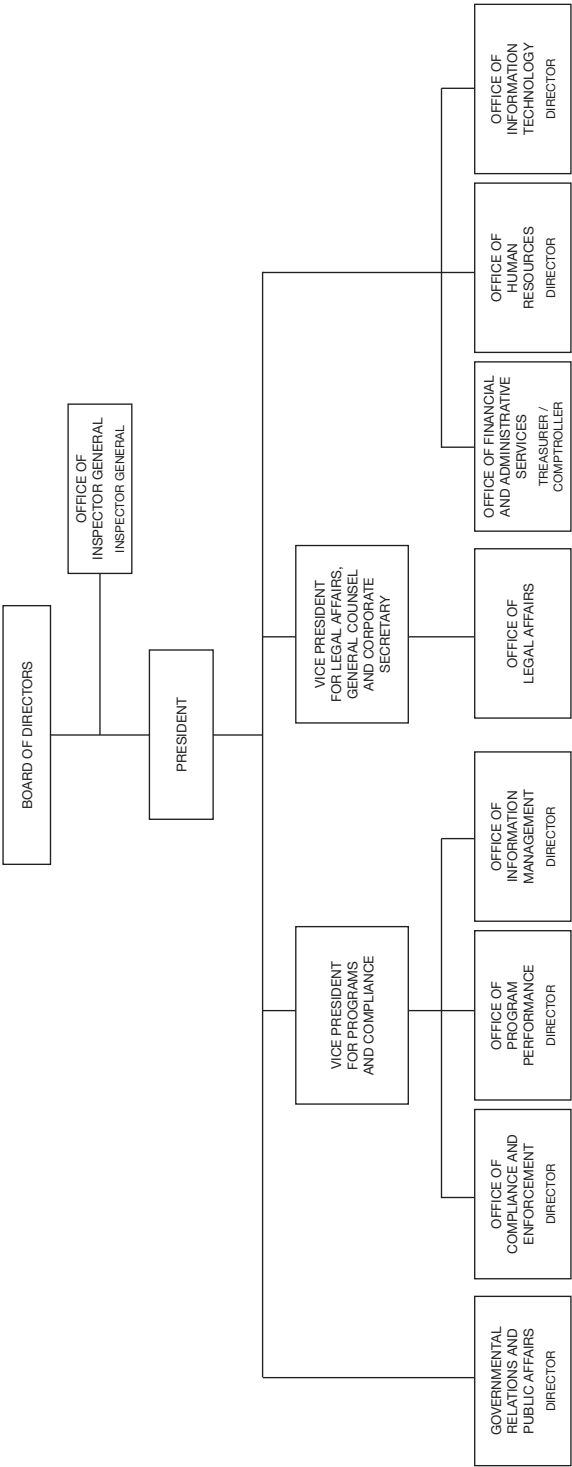 BOARD OF DIRECTORS
OFFICE OF
INSPECTOR GENERAL
INSPECTOR GENERAL
PRESIDENT
VICE PRESIDENT
FOR PROGRAMS
AND COMPLIANCE
VICE PRESIDENT
FOR LEGAL AFFAIRS,
GENERAL COUNSEL
AND CORPORATE
SECRETARY
GOVERNMENTAL
RELATIONS AND
PUBLIC AFFAIRS
DIRECTOR
OFFICE OF
COMPLIANCE AND
ENFORCEMENT
DIRECTOR
OFFICE OF
PROGRAM
PERFORMANCE
DIRECTOR
OFFICE OF
INFORMATION
MANAGEMENT
DIRECTOR
OFFICE OF
LEGAL AFFAIRS
OFFICE OF FINANCIAL
AND ADMINISTRATIVE
SERVICES
TREASURER /
COMPTROLLER
OFFICE OF
HUMAN
RESOURCES
DIRECTOR
OFFICE OF
INFORMATION
TECHNOLOGY
DIRECTOR